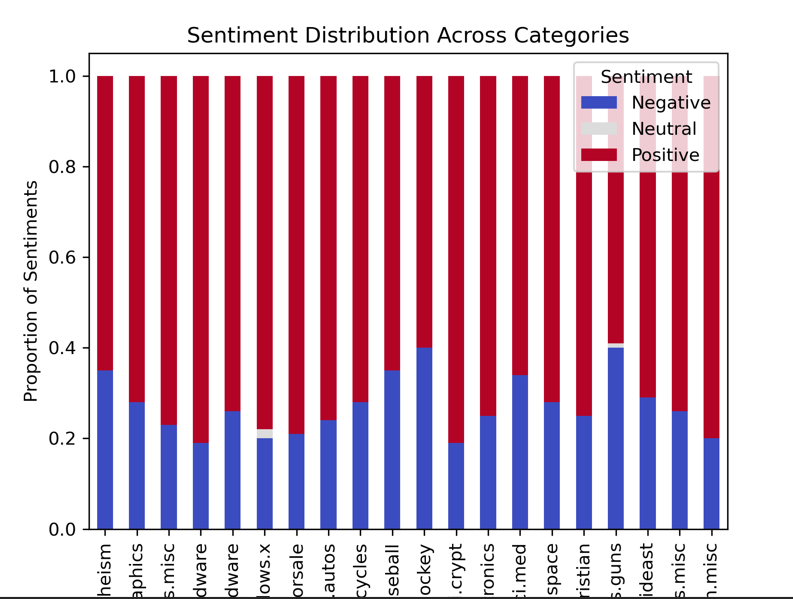 Sentiment Distribution Across Categories
Sentiment
Negative
Neutral
Positive
Proportion of Sentiments
1.0
0.8
0.6
0.4
0.2
0.0
heism
aphics
s.misc
dware
dware
lows.x
orsale
.autos
cycles
seball
ockey
.crypt
ronics
ci.med
space
ristian
s.guns
ideast
s.misc
n.misc